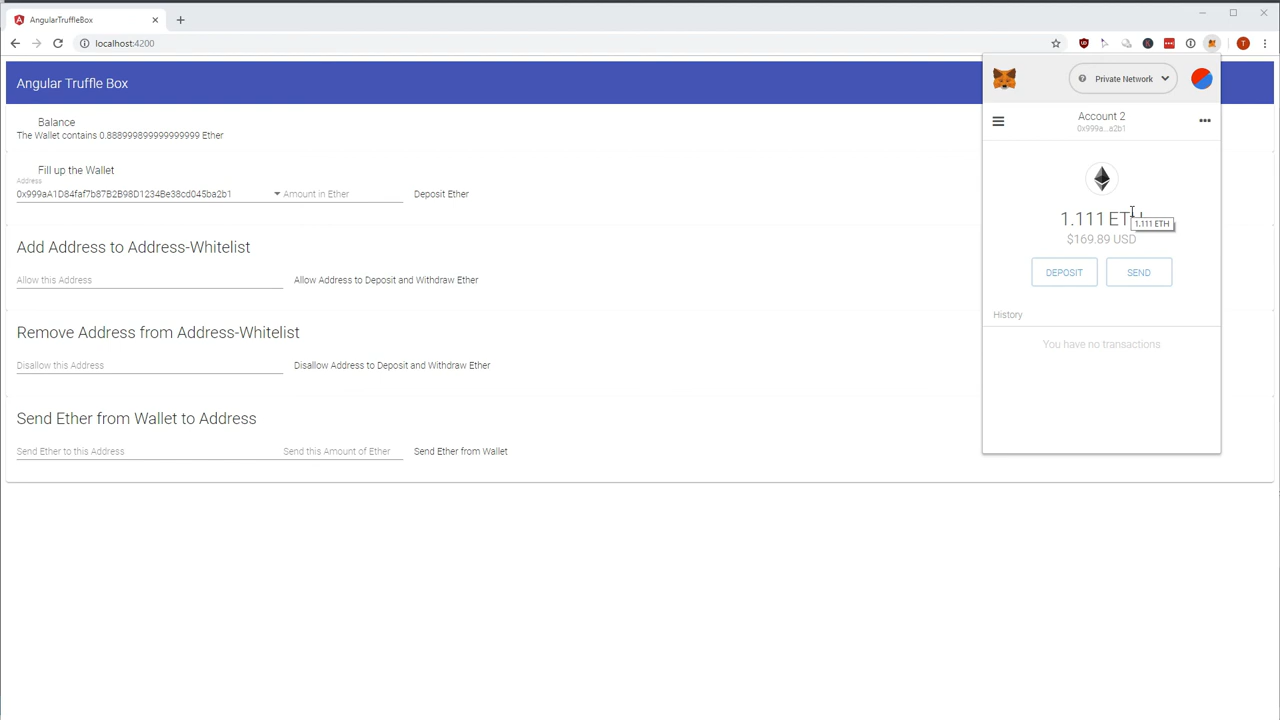 AngularTruffleBox
localhost:4200
Angular Truffle Box
Balance
The Wallet contains 0.888999899999999999 Ether
Fill up the Wallet
Address
0x999aA1D84faf7b87B2B98D1234Be38cd045ba2b1
Amount in Ether
Deposit Ether
Add Address to Address-Whitelist
Allow this Address
Allow Address to Deposit and Withdraw Ether
Remove Address from Address-Whitelist
Disallow this Address
Disallow Address to Deposit and Withdraw Ether
Send Ether from Wallet to Address
Send Ether to this Address
Send this Amount of Ether
Send Ether from Wallet
Private Network
Account 2
0x999a...a2b1
1.111 ETH
1.111 ETH
$169.89 USD
DEPOSIT
SEND
History
You have no transactions
T